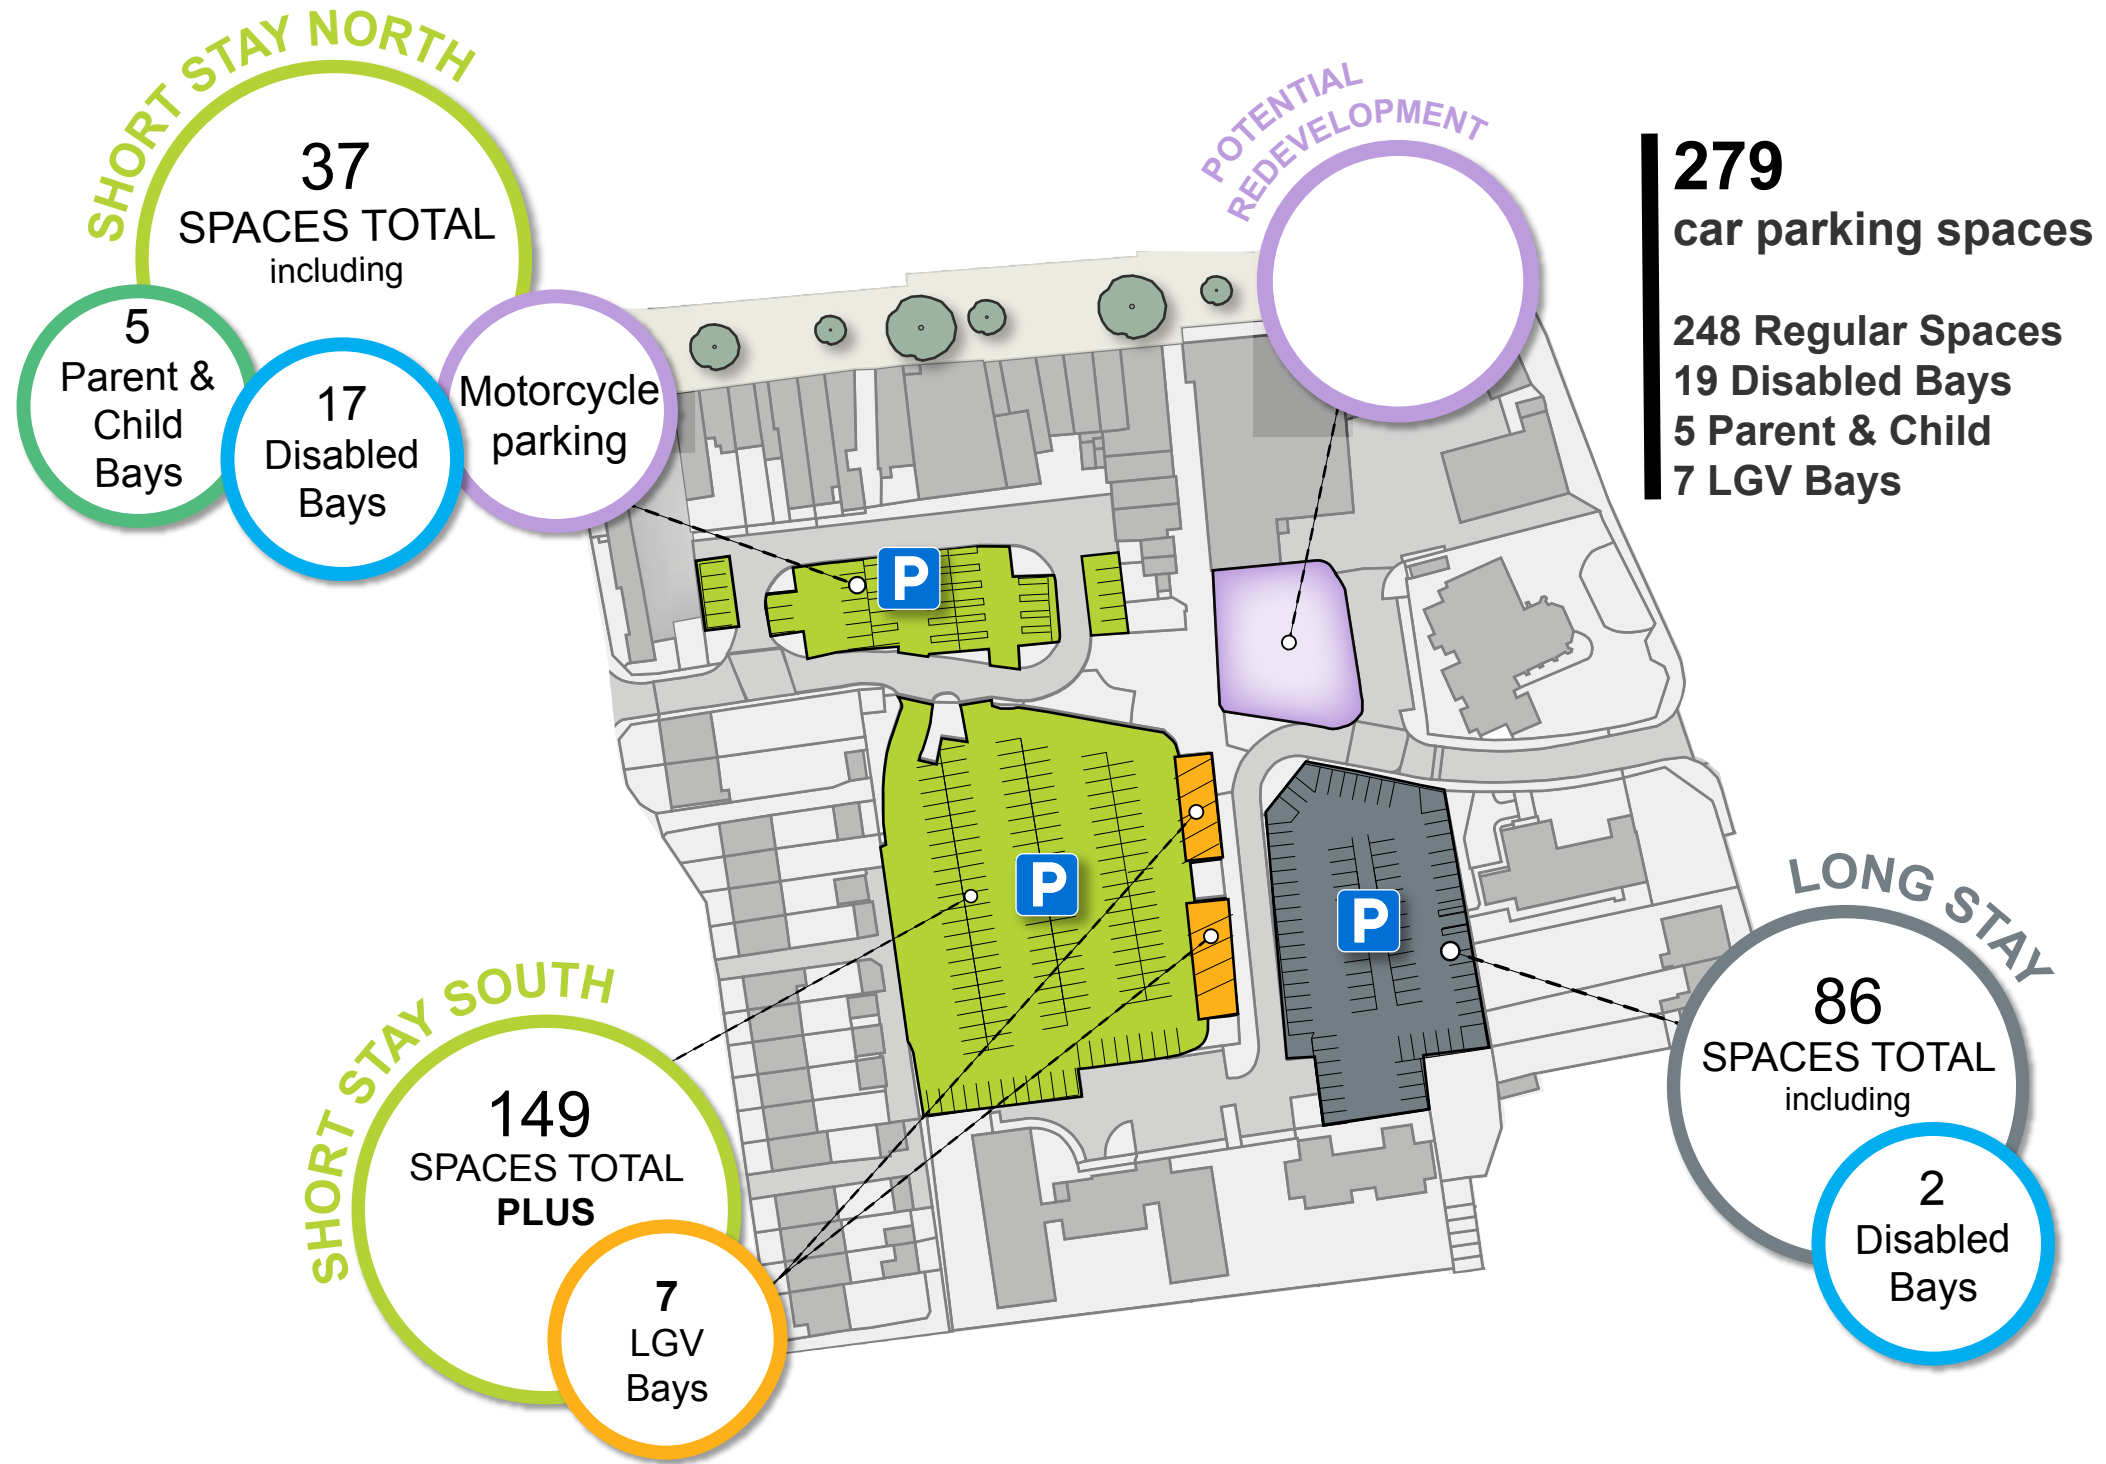 SHORT STAY NORTH
37
SPACES TOTAL
including
5
Parent &
Child
Bays
17
Disabled
Bays
Motorcycle
parking
POTENTIAL
REDEVELOPMENT
279
car parking spaces
248 Regular Spaces
19 Disabled Bays
5 Parent & Child
7 LGV Bays
P
P
P
SHORT STAY SOUTH
149
SPACES TOTAL
PLUS
7
LGV
Bays
LONG STAY
86
SPACES TOTAL
including
2
Disabled
Bays